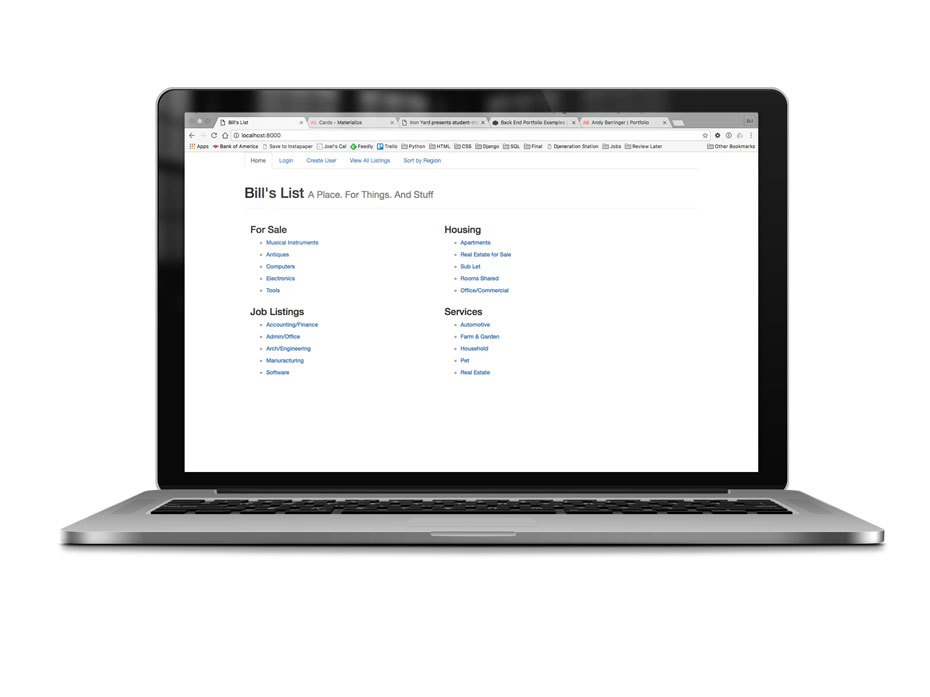 Bill's List Cards - Materialize Iron Yard presents student-ma Back End Portfolio Examples Andy Barringer | Portfolio
localhost:8000
Apps Bank of America Save to Instapaper Joel's Cal Feedly Trello Python HTML CSS Django SQL Final Djeneration Station Jobs Review Later Other Bookmarks
Home Login Create User View All Listings Sort by Region
Bill's List A Place. For Things. And Stuff
For Sale
Musical Instruments
Antiques
Computers
Electronics
Tools
Housing
Apartments
Real Estate for Sale
Sub Let
Rooms Shared
Office/Commercial
Job Listings
Accounting/Finance
Admin/Office
Arch/Engineering
Manuracturing
Software
Services
Automotive
Farm & Garden
Household
Pet
Real Estate